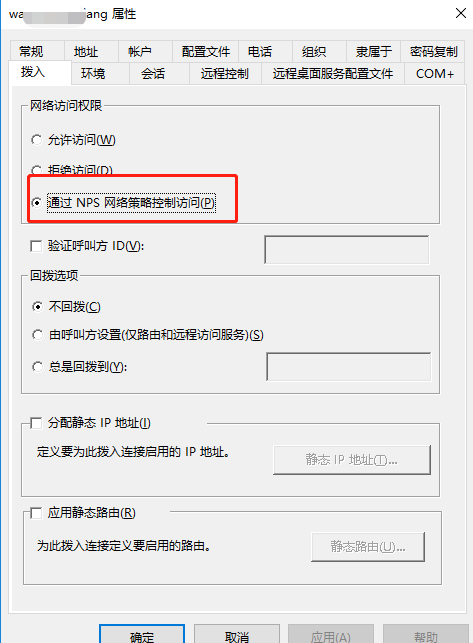 wa jang 属性
常规 地址 帐户 配置文件 电话 组织 隶属于 密码复制
拨入 环境 会话 远程控制 远程桌面服务配置文件 COM+
网络访问权限
允许访问(W)
拒绝访问(D)
通过 NPS 网络策略控制访问(P)
验证呼叫方 ID(V):
回拨选项
不回拨(C)
由呼叫方设置(仅路由和远程访问服务)(S)
总是回拨到(Y):
分配静态 IP 地址(I)
定义要为此拨入连接启用的 IP 地址。
静态 IP 地址(T)...
应用静态路由(R)
为此拨入连接定义要启用的路由。
静态路由(U)...
确定 取消 应用(A) 帮助